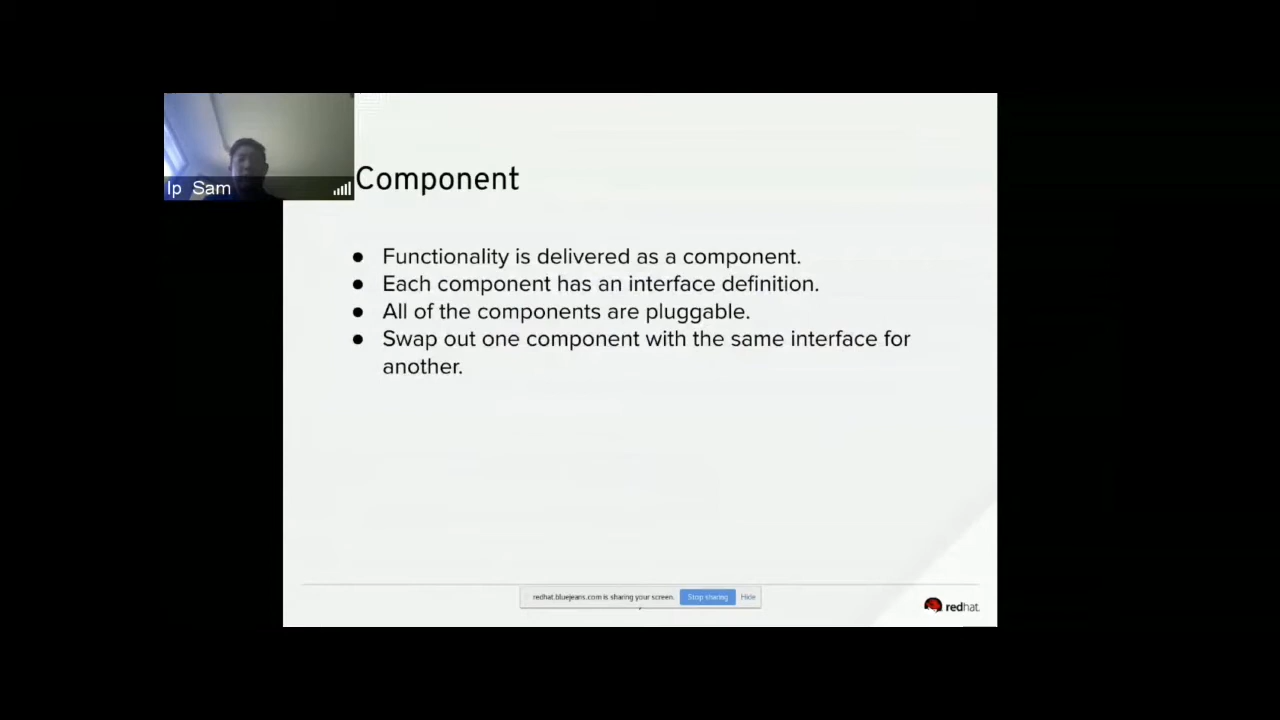 Ip Sam
Component
● Functionality is delivered as a component.
● Each component has an interface definition.
● All of the components are pluggable.
● Swap out one component with the same interface for
another.
redhat.bluejeans.com is sharing your screen. Stop sharing Hide
redhat.